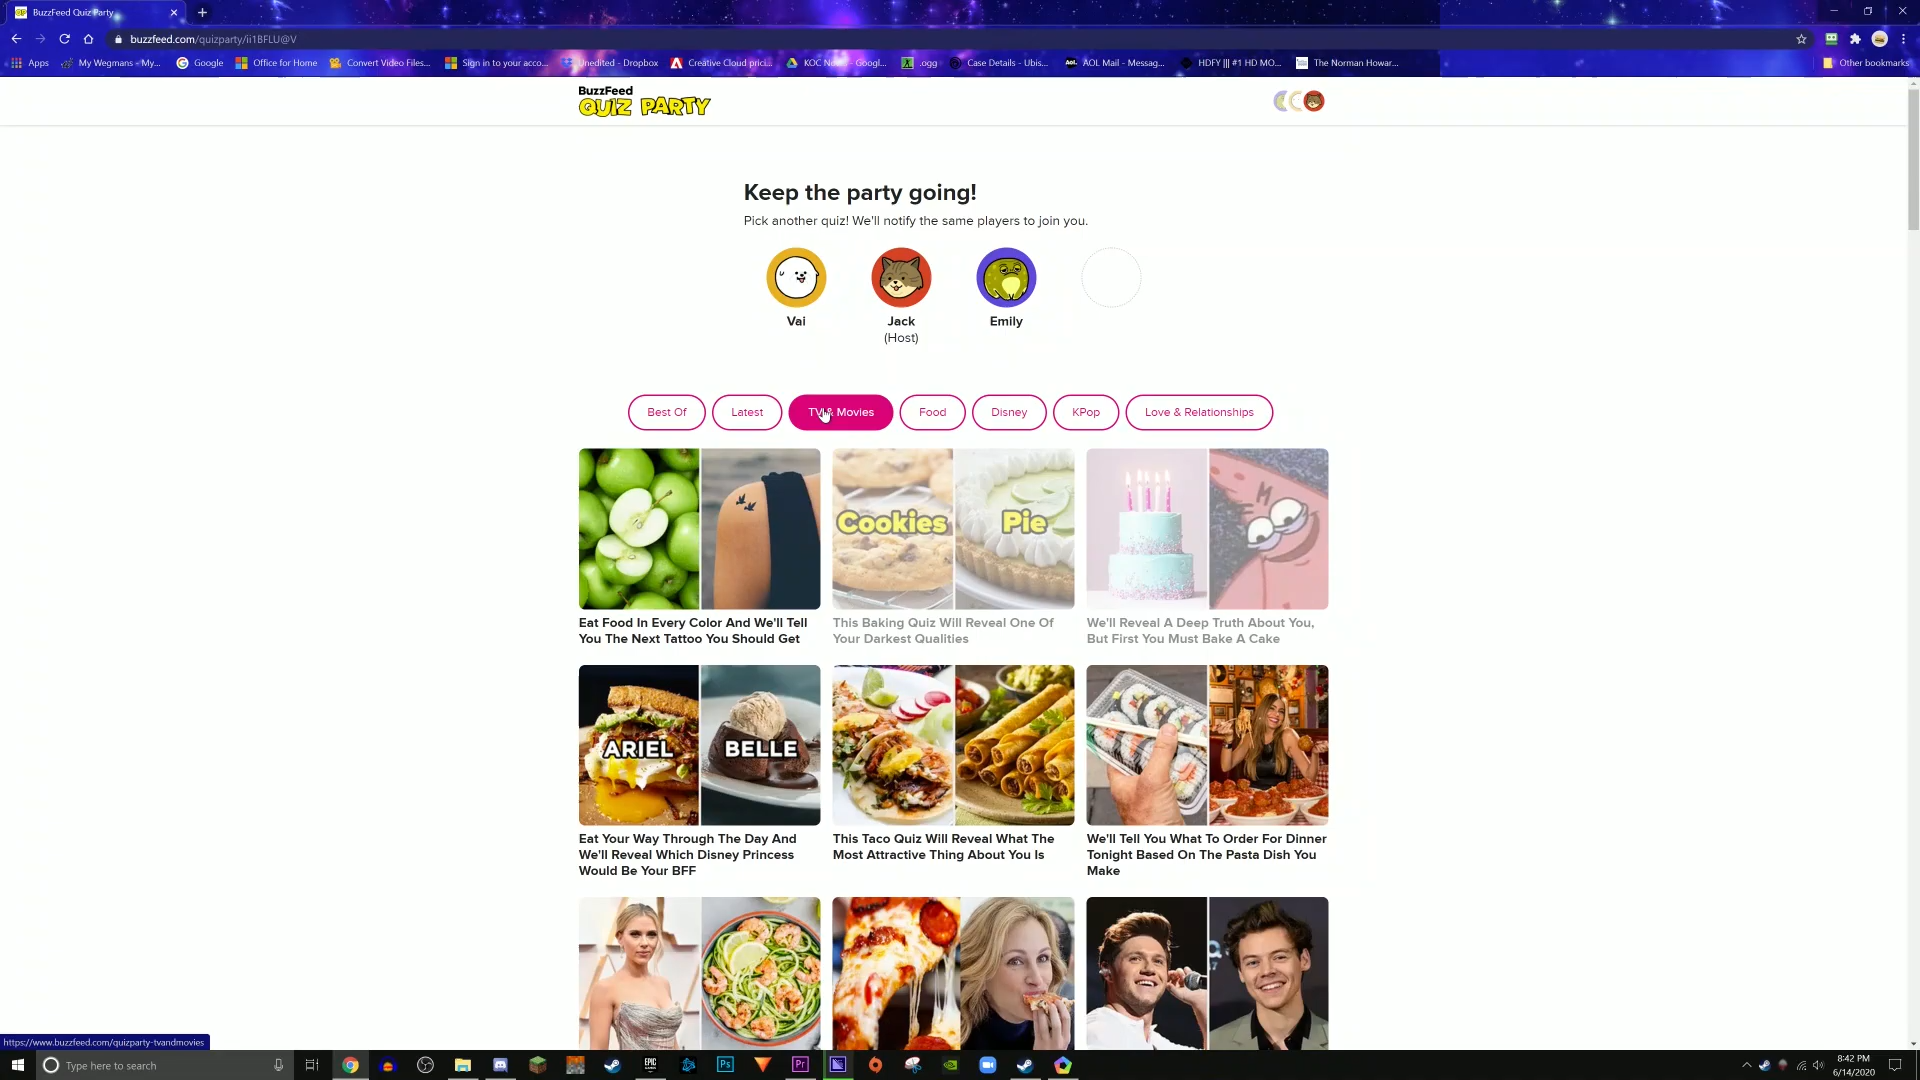 BuzzFeed Quiz Party
buzzfeed.com/quizparty/ii1BFLU@V
Apps
My Wegmans - My...
Google
Office for Home
Convert Video Files...
Sign in to your acco...
Unedited - Dropbox
Creative Cloud prici...
KOC No... - Googl...
.ogg
Case Details - Ubis...
AOL Mail - Messag...
HDFY ||| #1 HD MO...
The Norman Howar...
Other bookmarks
BuzzFeed
QUIZ PARTY
Keep the party going!
Pick another quiz! We'll notify the same players to join you.
Vai
Jack
(Host)
Emily
Best Of
Latest
TV & Movies
Food
Disney
KPop
Love & Relationships
Cookies
Pie
Eat Food In Every Color And We'll Tell
You The Next Tattoo You Should Get
This Baking Quiz Will Reveal One Of
Your Darkest Qualities
We'll Reveal A Deep Truth About You,
But First You Must Bake A Cake
ARIEL
BELLE
Eat Your Way Through The Day And
We'll Reveal Which Disney Princess
Would Be Your BFF
This Taco Quiz Will Reveal What The
Most Attractive Thing About You Is
We'll Tell You What To Order For Dinner
Tonight Based On The Pasta Dish You
Make
https://www.buzzfeed.com/quizparty-tvandmovies
Type here to search
EPIC
GAMES
Ps
Pr
8:42 PM
6/14/2020